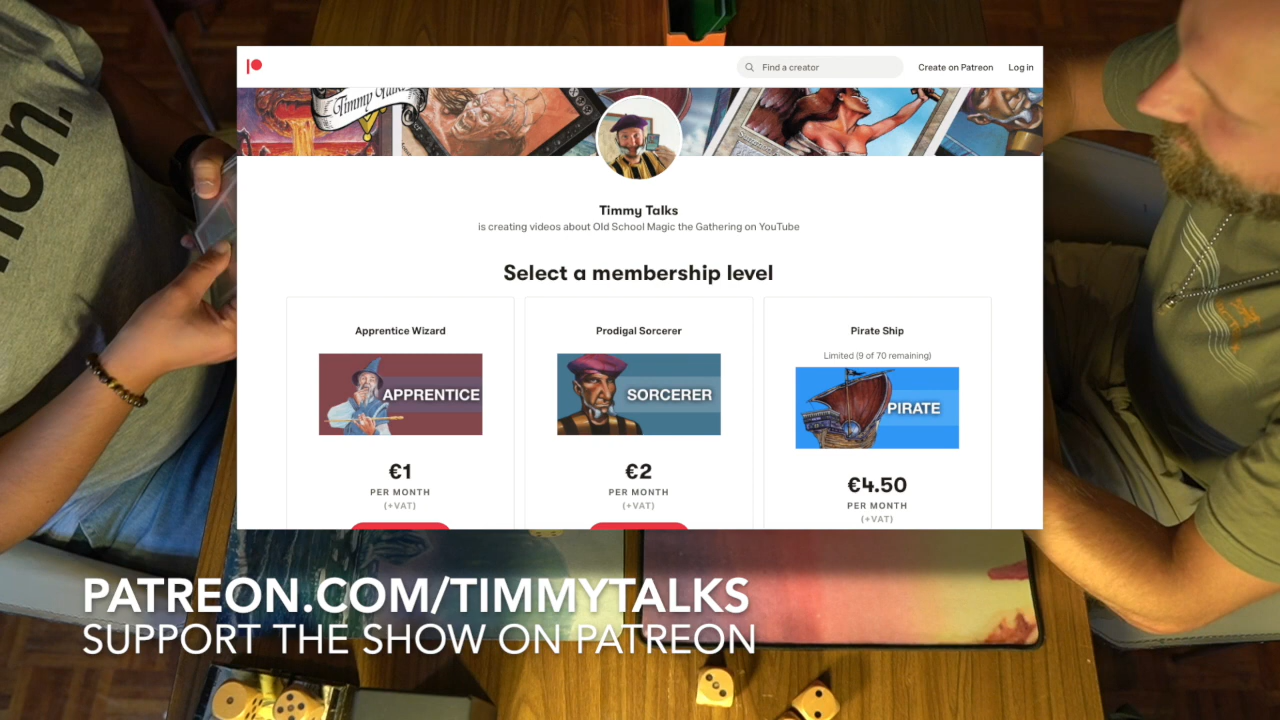 Find a creator
Create on Patreon
Log in
Timmy Talks
Timmy Talks
is creating videos about Old School Magic the Gathering on YouTube
Select a membership level
Apprentice Wizard
Prodigal Sorcerer
Pirate Ship
Limited (9 of 70 remaining)
APPRENTICE
SORCERER
PIRATE
€1
PER MONTH
(+VAT)
€2
PER MONTH
(+VAT)
€4.50
PER MONTH
(+VAT)
PATREON.COM/TIMMYTALKS
SUPPORT THE SHOW ON PATREON